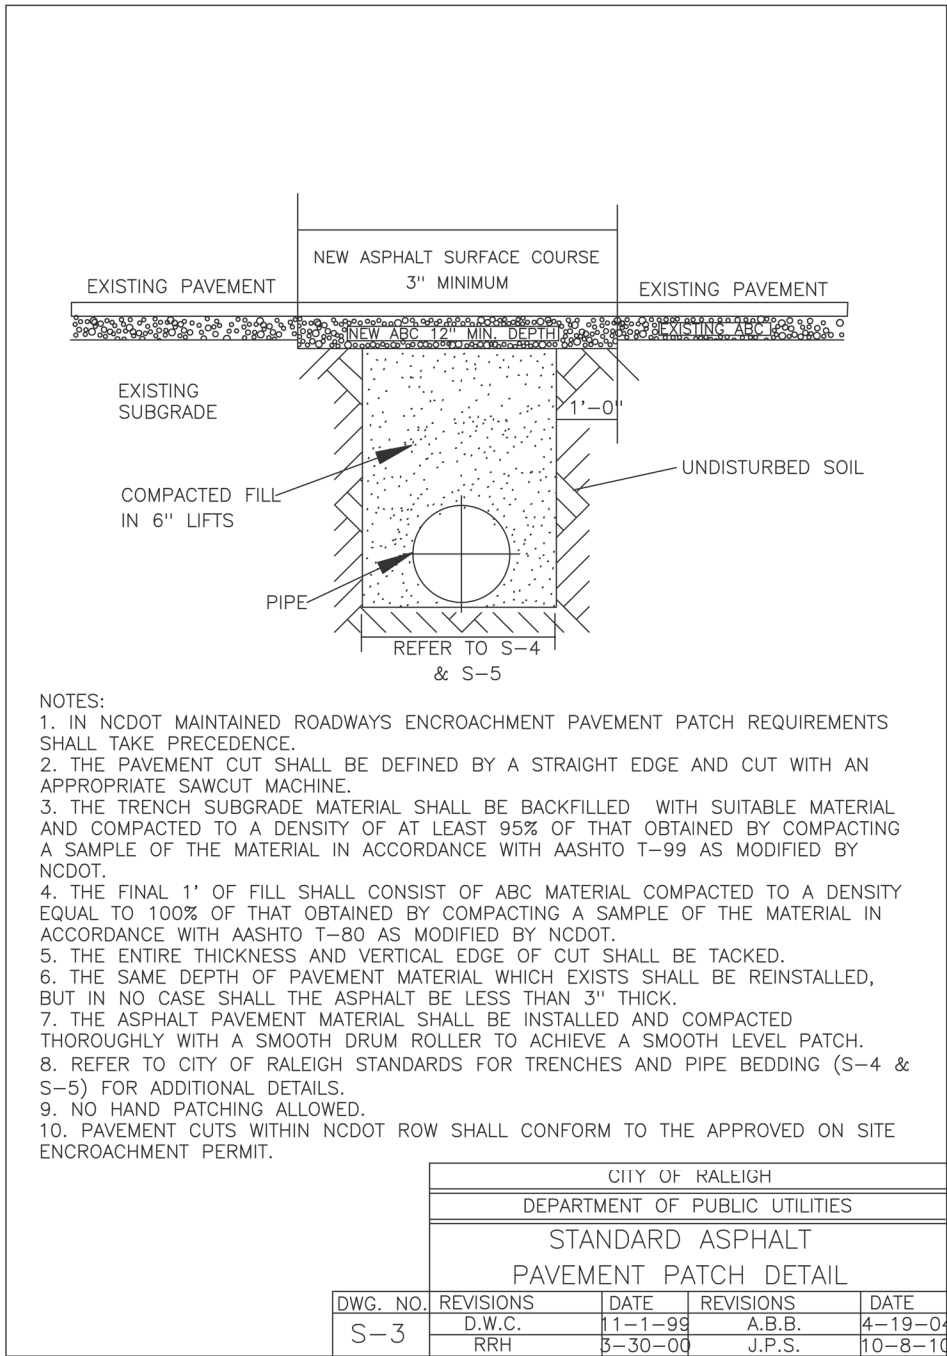 NEW ASPHALT SURFACE COURSE
3" MINIMUM
EXISTING PAVEMENT
EXISTING PAVEMENT
NEW ABC 12" MIN. DEPTH
EXISTING ABC
EXISTING
SUBGRADE
1'-0"
UNDISTURBED SOIL
COMPACTED FILL
IN 6" LIFTS
PIPE
REFER TO S-4
& S-5
NOTES:
1. IN NCDOT MAINTAINED ROADWAYS ENCROACHMENT PAVEMENT PATCH REQUIREMENTS
SHALL TAKE PRECEDENCE.
2. THE PAVEMENT CUT SHALL BE DEFINED BY A STRAIGHT EDGE AND CUT WITH AN
APPROPRIATE SAWCUT MACHINE.
3. THE TRENCH SUBGRADE MATERIAL SHALL BE BACKFILLED WITH SUITABLE MATERIAL
AND COMPACTED TO A DENSITY OF AT LEAST 95% OF THAT OBTAINED BY COMPACTING
A SAMPLE OF THE MATERIAL IN ACCORDANCE WITH AASHTO T-99 AS MODIFIED BY
NCDOT.
4. THE FINAL 1' OF FILL SHALL CONSIST OF ABC MATERIAL COMPACTED TO A DENSITY
EQUAL TO 100% OF THAT OBTAINED BY COMPACTING A SAMPLE OF THE MATERIAL IN
ACCORDANCE WITH AASHTO T-80 AS MODIFIED BY NCDOT.
5. THE ENTIRE THICKNESS AND VERTICAL EDGE OF CUT SHALL BE TACKED.
6. THE SAME DEPTH OF PAVEMENT MATERIAL WHICH EXISTS SHALL BE REINSTALLED,
BUT IN NO CASE SHALL THE ASPHALT BE LESS THAN 3" THICK.
7. THE ASPHALT PAVEMENT MATERIAL SHALL BE INSTALLED AND COMPACTED
THOROUGHLY WITH A SMOOTH DRUM ROLLER TO ACHIEVE A SMOOTH LEVEL PATCH.
8. REFER TO CITY OF RALEIGH STANDARDS FOR TRENCHES AND PIPE BEDDING (S-4 &
S-5) FOR ADDITIONAL DETAILS.
9. NO HAND PATCHING ALLOWED.
10. PAVEMENT CUTS WITHIN NCDOT ROW SHALL CONFORM TO THE APPROVED ON SITE
ENCROACHMENT PERMIT.
CITY OF RALEIGH
DEPARTMENT OF PUBLIC UTILITIES
STANDARD ASPHALT
PAVEMENT PATCH DETAIL
DWG. NO. REVISIONS DATE REVISIONS DATE
S-3
D.W.C. 11-1-99 A.B.B. 4-19-04
RRH 3-30-00 J.P.S. 10-8-10